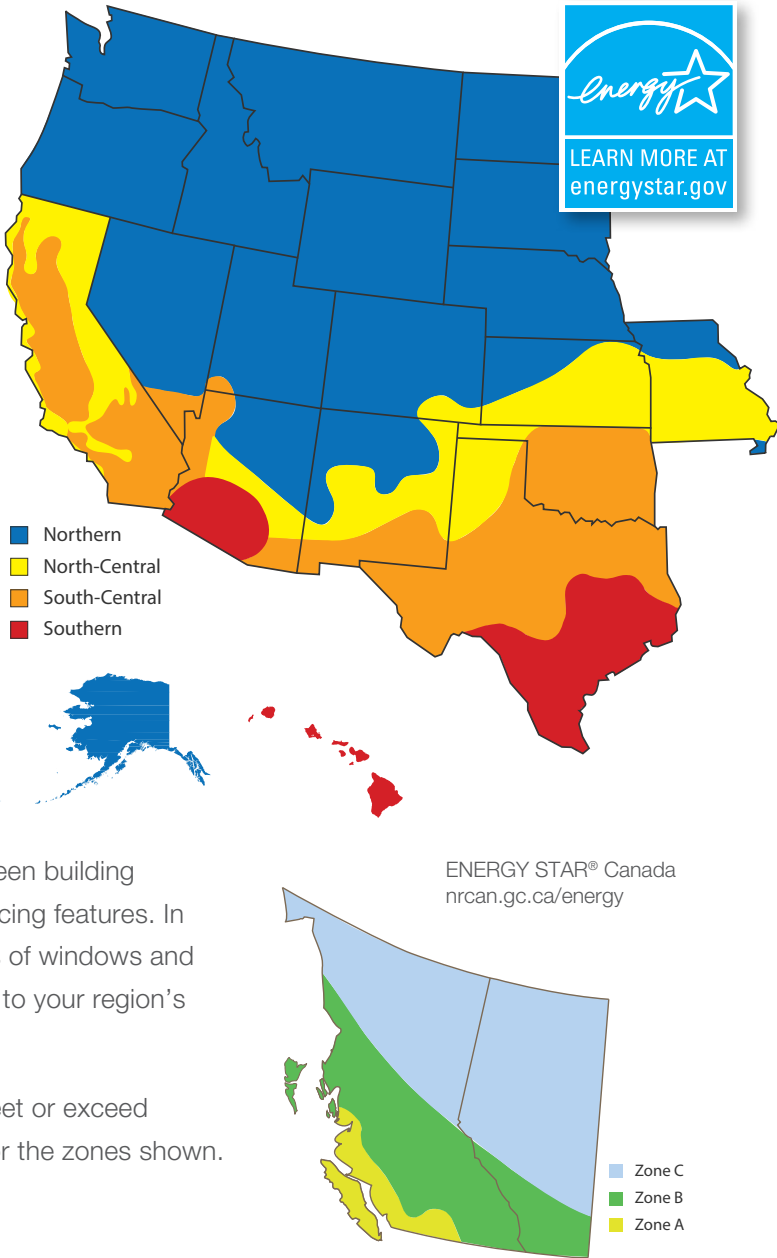 energy
LEARN MORE AT
energystar.gov
Northern
North-Central
South-Central
Southern
een building
cing features. In
of windows and
to your region's
eet or exceed
r the zones shown.
ENERGY STAR® Canada
nrcan.gc.ca/energy
Zone C
Zone B
Zone A